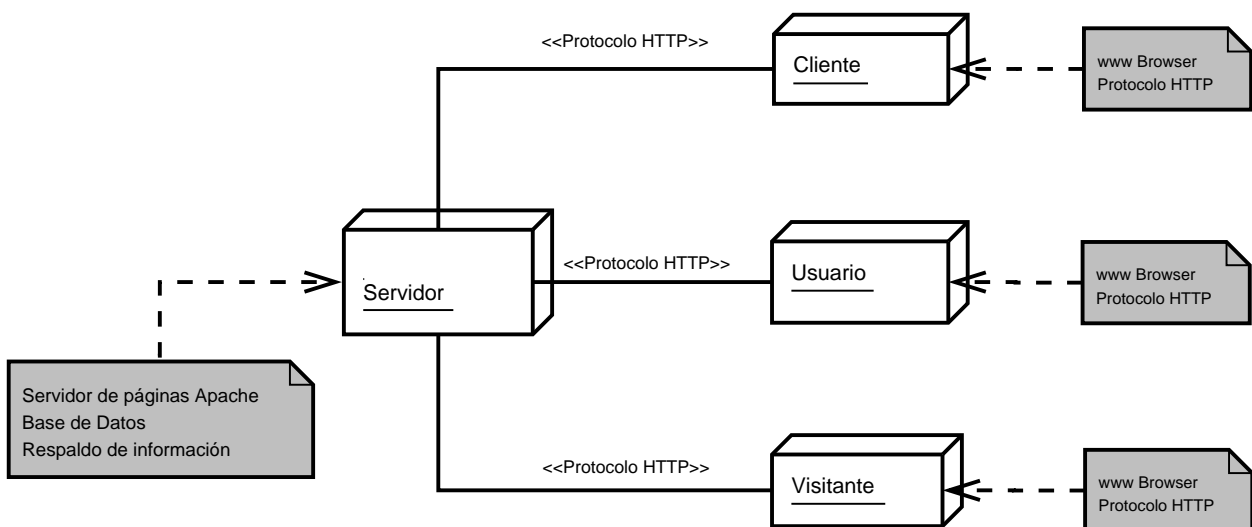 <<Protocolo HTTP>>
Cliente
www Browser
Protocolo HTTP
<<Protocolo HTTP>>
Servidor
Usuario
www Browser
Protocolo HTTP
Servidor de páginas Apache
Base de Datos
Respaldo de información
<<Protocolo HTTP>>
Visitante
www Browser
Protocolo HTTP